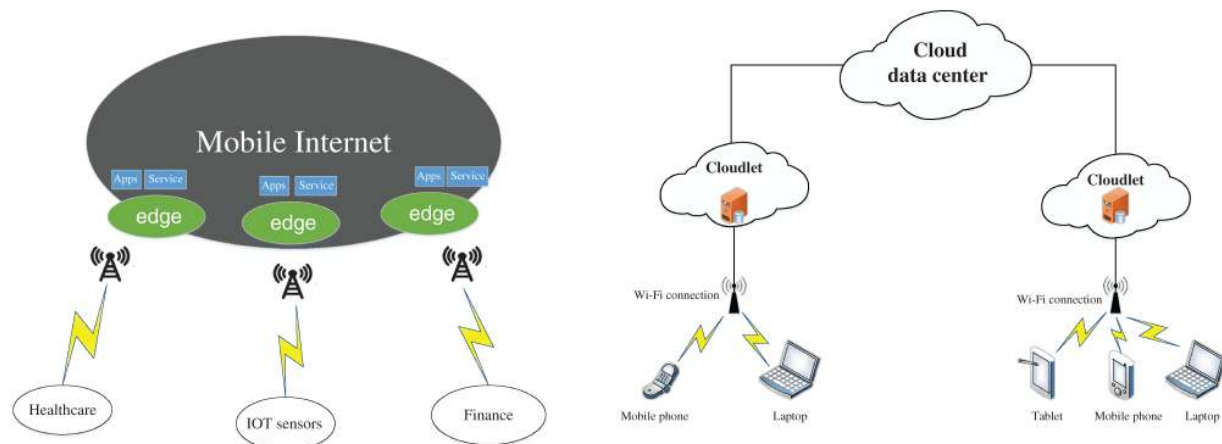 Mobile Internet
Apps Service
edge
Apps Service
edge
Apps Service
edge
Healthcare
IOT sensors
Finance
Cloud
data center
Cloudlet
Cloudlet
Wi-Fi connection
Wi-Fi connection
Mobile phone
Laptop
Tablet
Mobile phone
Laptop